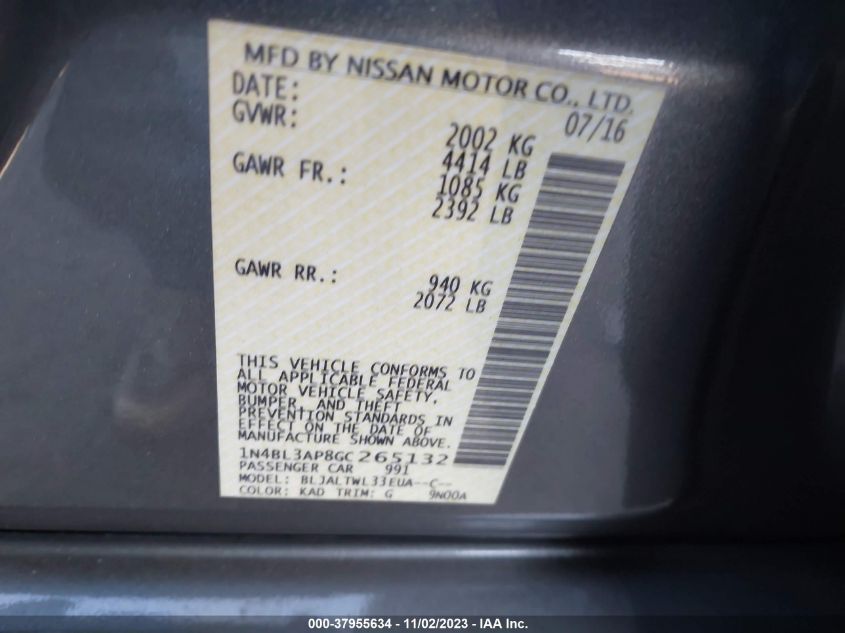 MFD BY NISSAN MOTOR CO., LTD.
DATE: 07/16
GVWR: 2002 KG
4414 LB
GAWR FR.: 1085 KG
2392 LB
GAWR RR.: 940 KG
2072 LB
THIS VEHICLE CONFORMS TO
ALL APPLICABLE FEDERAL
MOTOR VEHICLE SAFETY,
BUMPER, AND THEFT
PREVENTION STANDARDS IN
EFFECT ON THE DATE OF
MANUFACTURE SHOWN ABOVE.
1N4BL3AP8GC265132
PASSENGER CAR 991
MODEL: BLJALTWL33EUA--C--
COLOR: KAD TRIM: G 9N00A
000-37955634 - 11/02/2023 - IAA Inc.